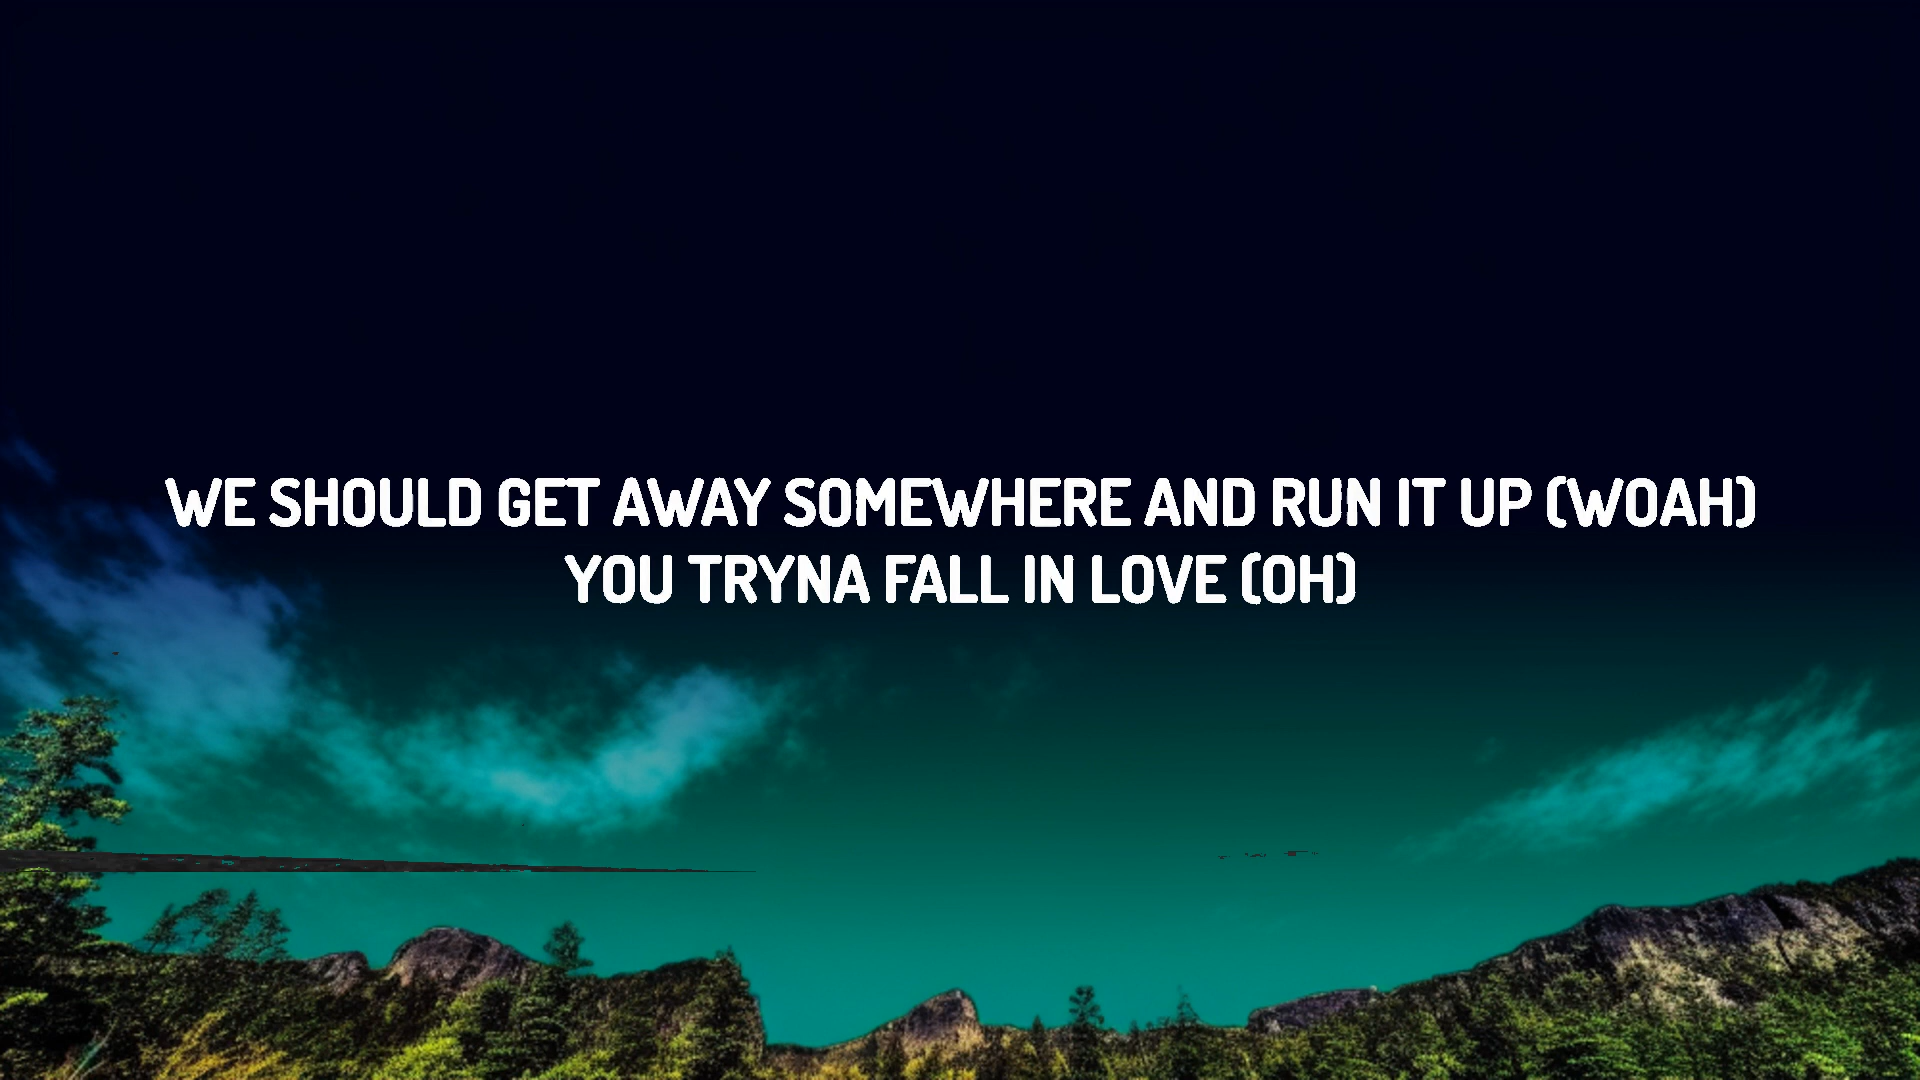 WE SHOULD GET AWAY SOMEWHERE AND RUN IT UP (WOAH)
YOU TRYNA FALL IN LOVE (OH)